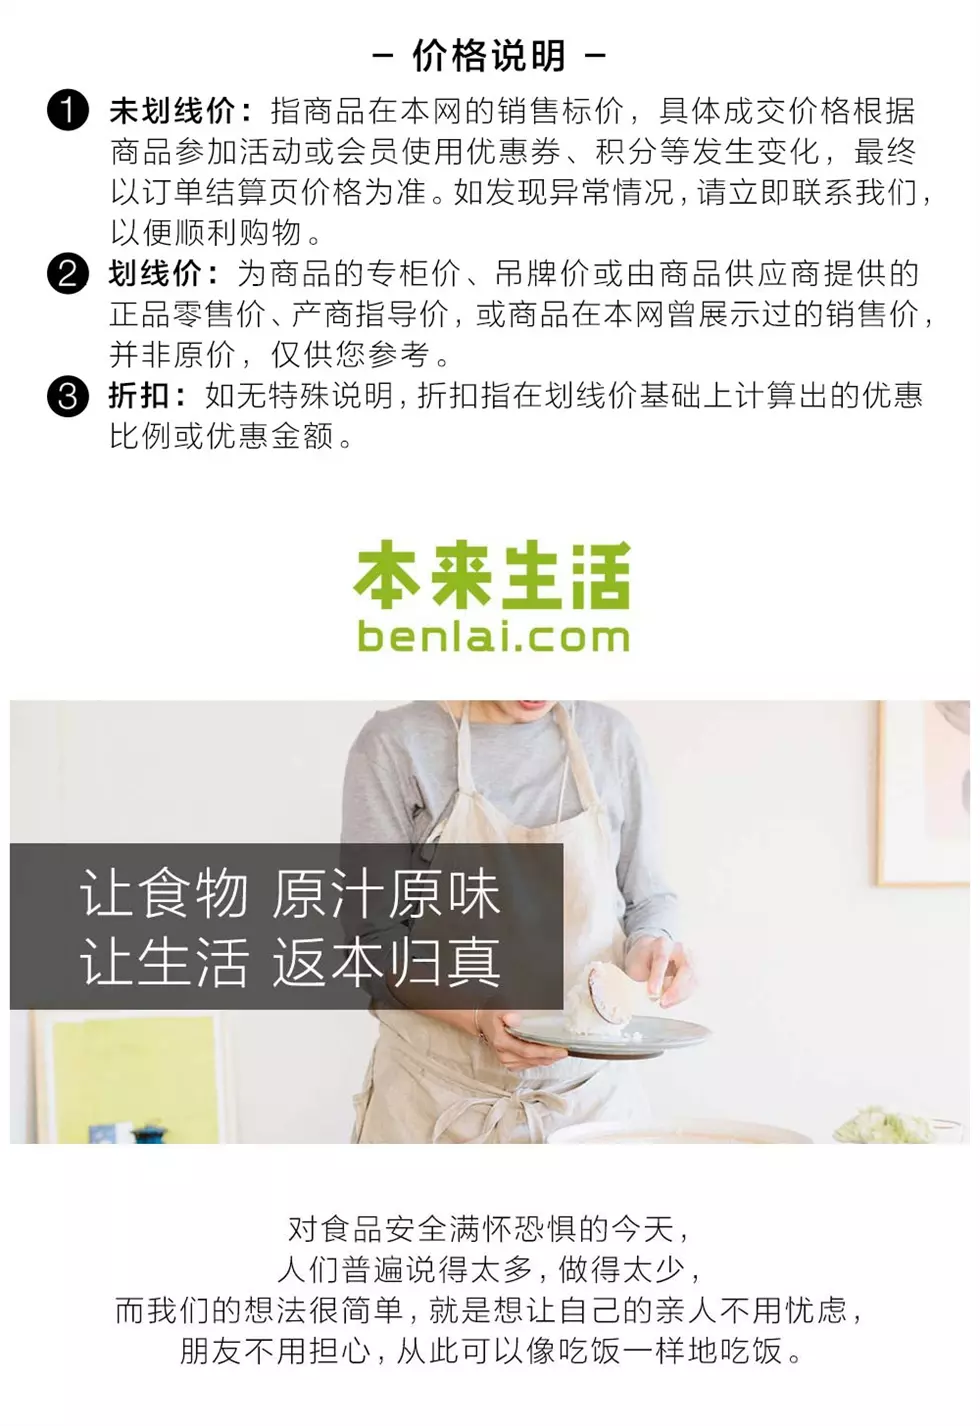 – 价格说明 –
1 未划线价：指商品在本网的销售标价，具体成交价格根据
商品参加活动或会员使用优惠券、积分等发生变化，最终
以订单结算页价格为准。如发现异常情况，请立即联系我们，
以便顺利购物。
2 划线价：为商品的专柜价、吊牌价或由商品供应商提供的
正品零售价、产商指导价，或商品在本网曾展示过的销售价，
并非原价，仅供您参考。
3 折扣：如无特殊说明，折扣指在划线价基础上计算出的优惠
比例或优惠金额。
本来生活
benlai.com
让食物 原汁原味
让生活 返本归真
对食品安全满怀恐惧的今天，
人们普遍说得太多，做得太少，
而我们的想法很简单，就是想让自己的亲人不用忧虑，
朋友不用担心，从此可以像吃饭一样地吃饭。